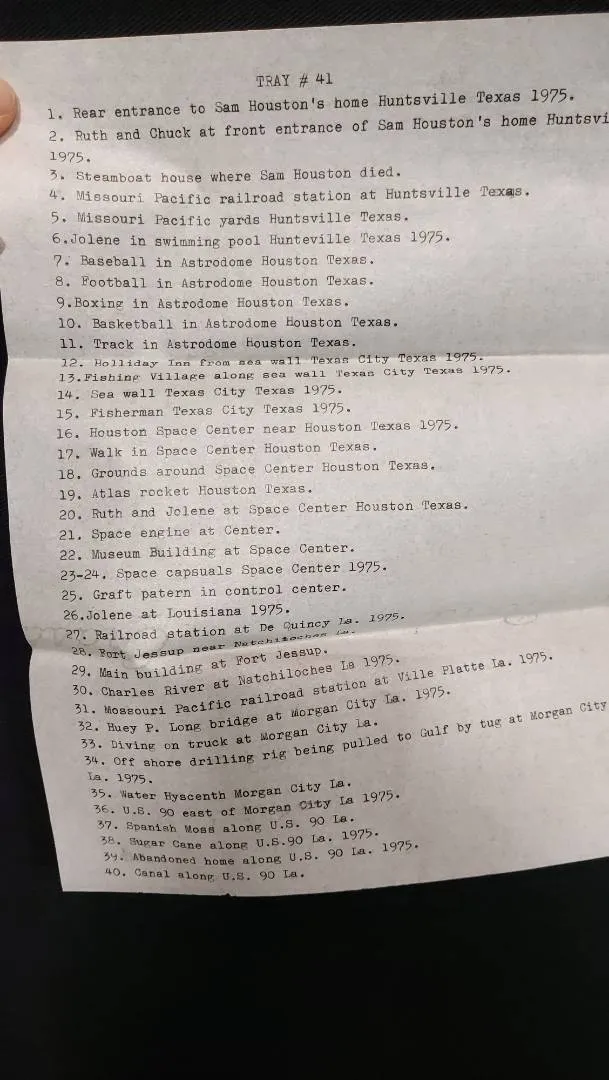 TRAY # 41
1. Rear entrance to Sam Houston's home Huntsville Texas 1975.
2. Ruth and Chuck at front entrance of Sam Houston's home Huntsvi
1975.
3. Steamboat house where Sam Houston died.
4. Missouri Pacific railroad station at Huntsville Texas.
5. Missouri Pacific yards Huntsville Texas.
6.Jolene in swimming pool Hunteville Texas 1975.
7. Baseball in Astrodome Houston Texas.
8. Football in Astrodome Houston Texas.
9.Boxing in Astrodome Houston Texas.
10. Basketball in Astrodome Houston Texas.
11. Track in Astrodome Houston Texas.
12. Holliday Inn from sea wall Texas City Texas 1975.
13.Fishing Village along sea wall Texas City Texas 1975.
14. Sea wall Texas City Texas 1975.
15. Fisherman Texas City Texas 1975.
16. Houston Space Center near Houston Texas 1975.
17. Walk in Space Center Houston Texas.
18. Grounds around Space Center Houston Texas.
19. Atlas rocket Houston Texas.
20. Ruth and Jolene at Space Center Houston Texas.
21. Space engine at Center.
22. Museum Building at Space Center.
23-24. Space capsuals Space Center 1975.
25. Graft patern in control center.
26.Jolene at Louisiana 1975.
27. Railroad station at De Quincy La. 1975.
28. Fort Jessup near Natchitoches La.
29. Main building at Fort Jessup.
30. Charles River at Natchiloches La 1975.
31. Mossouri Pacific railroad station at Ville Platte La. 1975.
32. Huey P. Long bridge at Morgan City La. 1975.
33. Diving on truck at Morgan City La.
34. Off shore drilling rig being pulled to Gulf by tug at Morgan City
La. 1975.
35. Water Hyscenth Morgan City La.
36. U.S. 90 east of Morgan City La 1975.
37. Spanish Moss along U.S. 90 La.
38. Sugar Cane along U.S.90 La. 1975.
39. Abandoned home along U.S. 90 La. 1975.
40. Canal along U.S. 90 La.